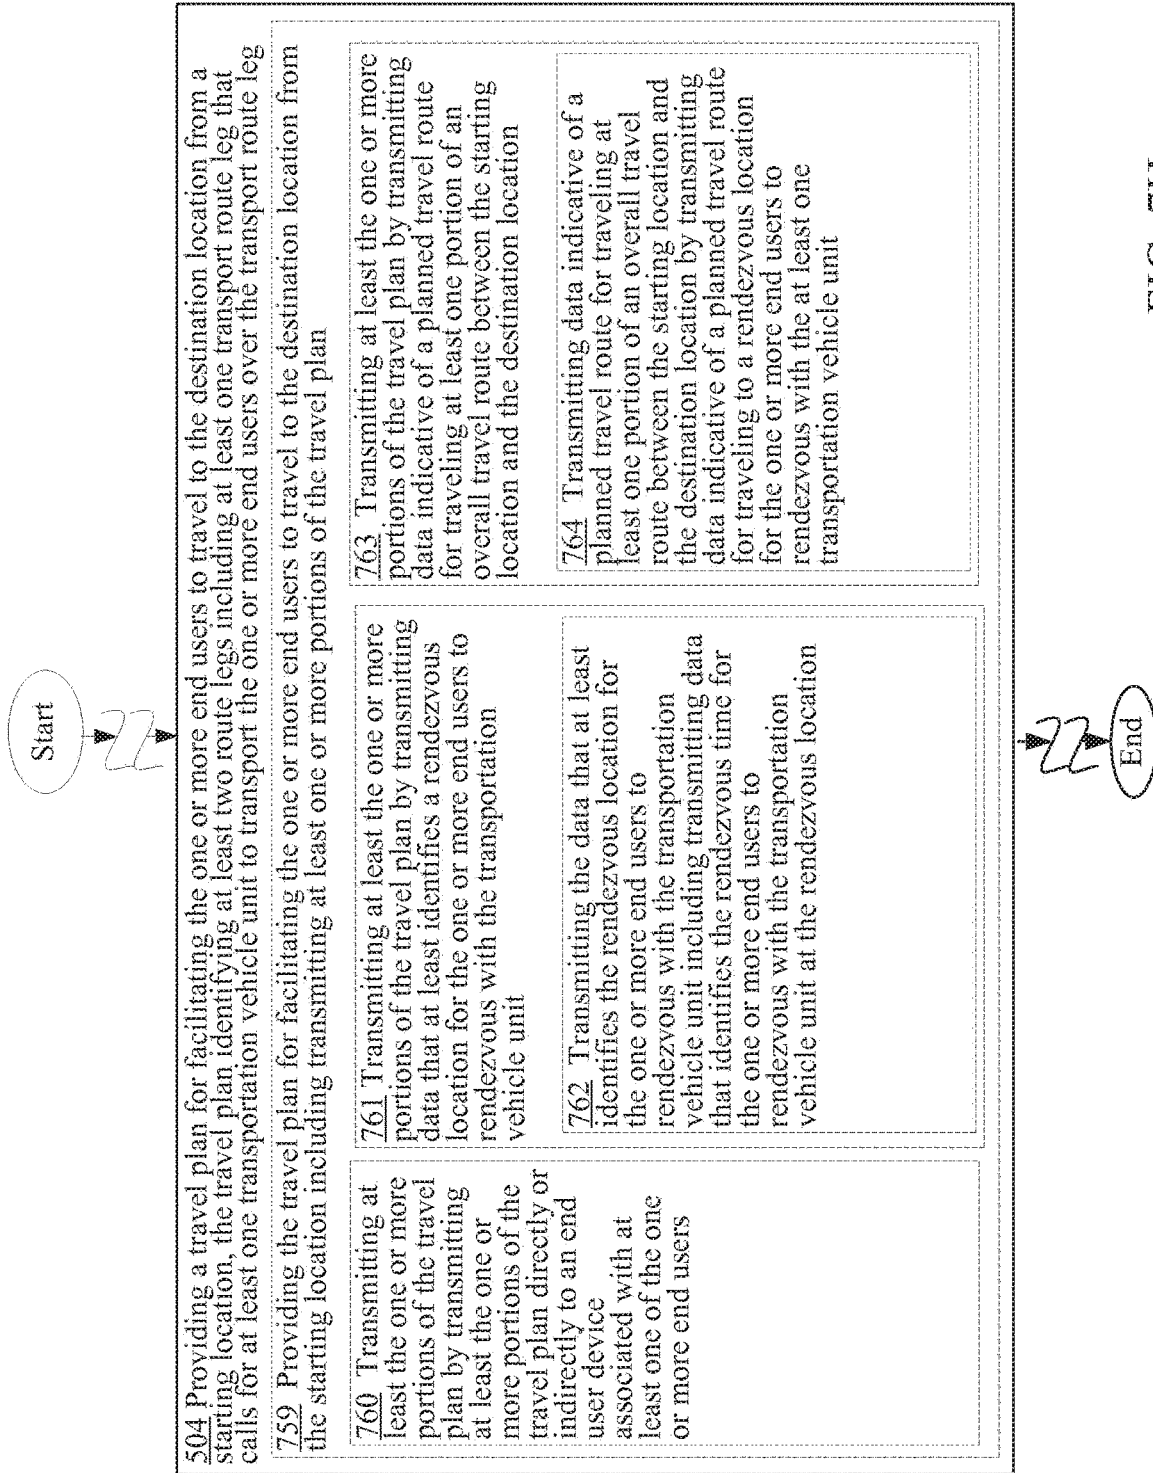 Start
504 Providing a travel plan for facilitating the one or more end users to travel to the destination location from a
starting location, the travel plan identifying at least two route legs including at least one transport route leg that
calls for at least one transportation vehicle unit to transport the one or more end users over the transport route leg
759 Providing the travel plan for facilitating the one or more end users to travel to the destination location from
the starting location including transmitting at least one or more portions of the travel plan
760 Transmitting at
least the one or more
portions of the travel
plan by transmitting
at least the one or
more portions of the
travel plan directly or
indirectly to an end
user device
associated with at
least one of the one
or more end users
761 Transmitting at least the one or more
portions of the travel plan by transmitting
data that at least identifies a rendezvous
location for the one or more end users to
rendezvous with the transportation
vehicle unit
762 Transmitting the data that at least
identifies the rendezvous location for
the one or more end users to
rendezvous with the transportation
vehicle unit including transmitting data
that identifies the rendezvous time for
the one or more end users to
rendezvous with the transportation
vehicle unit at the rendezvous location
763 Transmitting at least the one or more
portions of the travel plan by transmitting
data indicative of a planned travel route
for traveling at least one portion of an
overall travel route between the starting
location and the destination location
764 Transmitting data indicative of a
planned travel route for traveling at
least one portion of an overall travel
route between the starting location and
the destination location by transmitting
data indicative of a planned travel route
for traveling to a rendezvous location
for the one or more end users to
rendezvous with the at least one
transportation vehicle unit
End